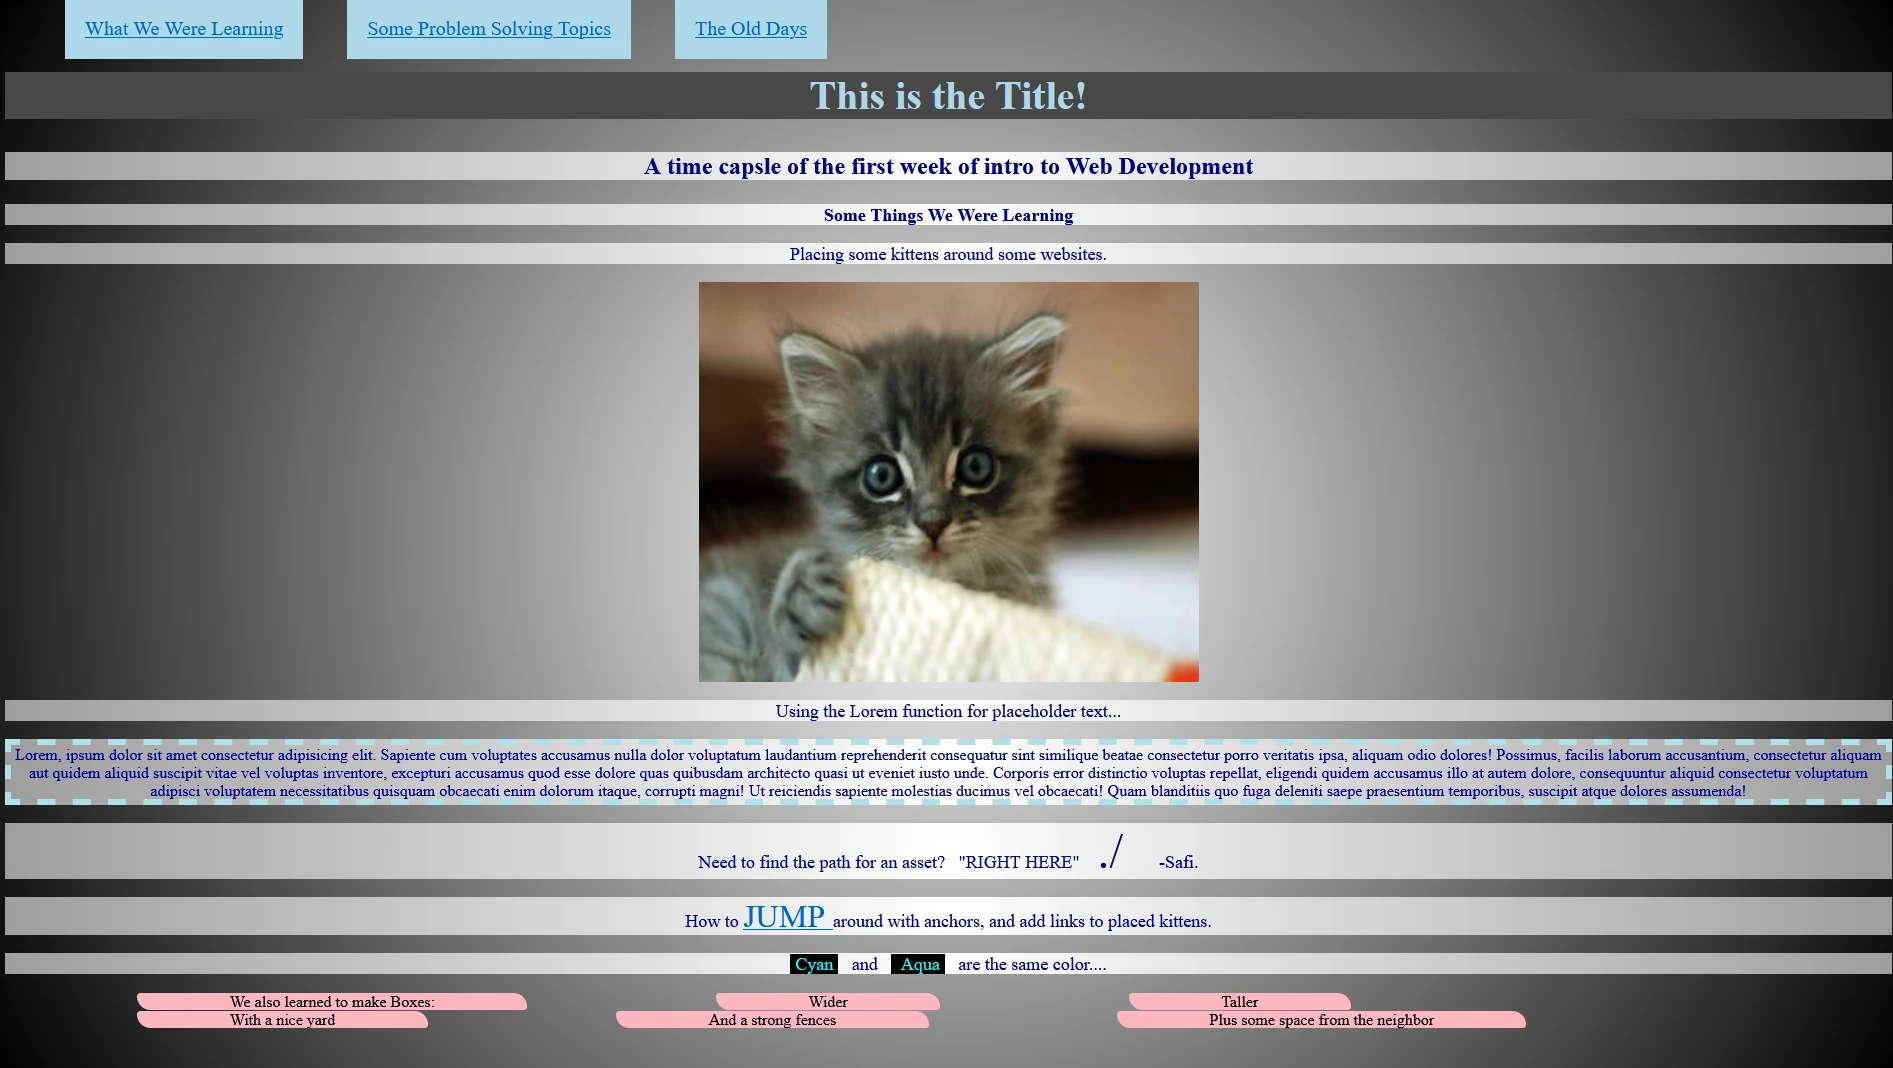 What We Were Learning
Some Problem Solving Topics
The Old Days
This is the Title!
A time capsle of the first week of intro to Web Development
Some Things We Were Learning
Placing some kittens around some websites.
Using the Lorem function for placeholder text...
Lorem, ipsum dolor sit amet consectetur adipisicing elit. Sapiente cum voluptates accusamus nulla dolor voluptatum laudantium reprehenderit consequatur sint similique beatae consectetur porro veritatis ipsa, aliquam odio dolores! Possimus, facilis laborum accusantium, consectetur aliquam
aut quidem aliquid suscipit vitae vel voluptas inventore, excepturi accusamus quod esse dolore quas quibusdam architecto quasi ut eveniet iusto unde. Corporis error distinctio voluptas repellat, eligendi quidem accusamus illo at autem dolore, consequuntur aliquid consectetur voluptatum
adipisci voluptatem necessitatibus quisquam obcaecati enim dolorum itaque, corrupti magni! Ut reiciendis sapiente molestias ducimus vel obcaecati! Quam blanditiis quo fuga deleniti saepe praesentium temporibus, suscipit atque dolores assumenda!
Need to find the path for an asset? "RIGHT HERE" ./ -Safi.
How to JUMP around with anchors, and add links to placed kittens.
Cyan and Aqua are the same color....
We also learned to make Boxes: Wider Taller
With a nice yard And a strong fences Plus some space from the neighbor